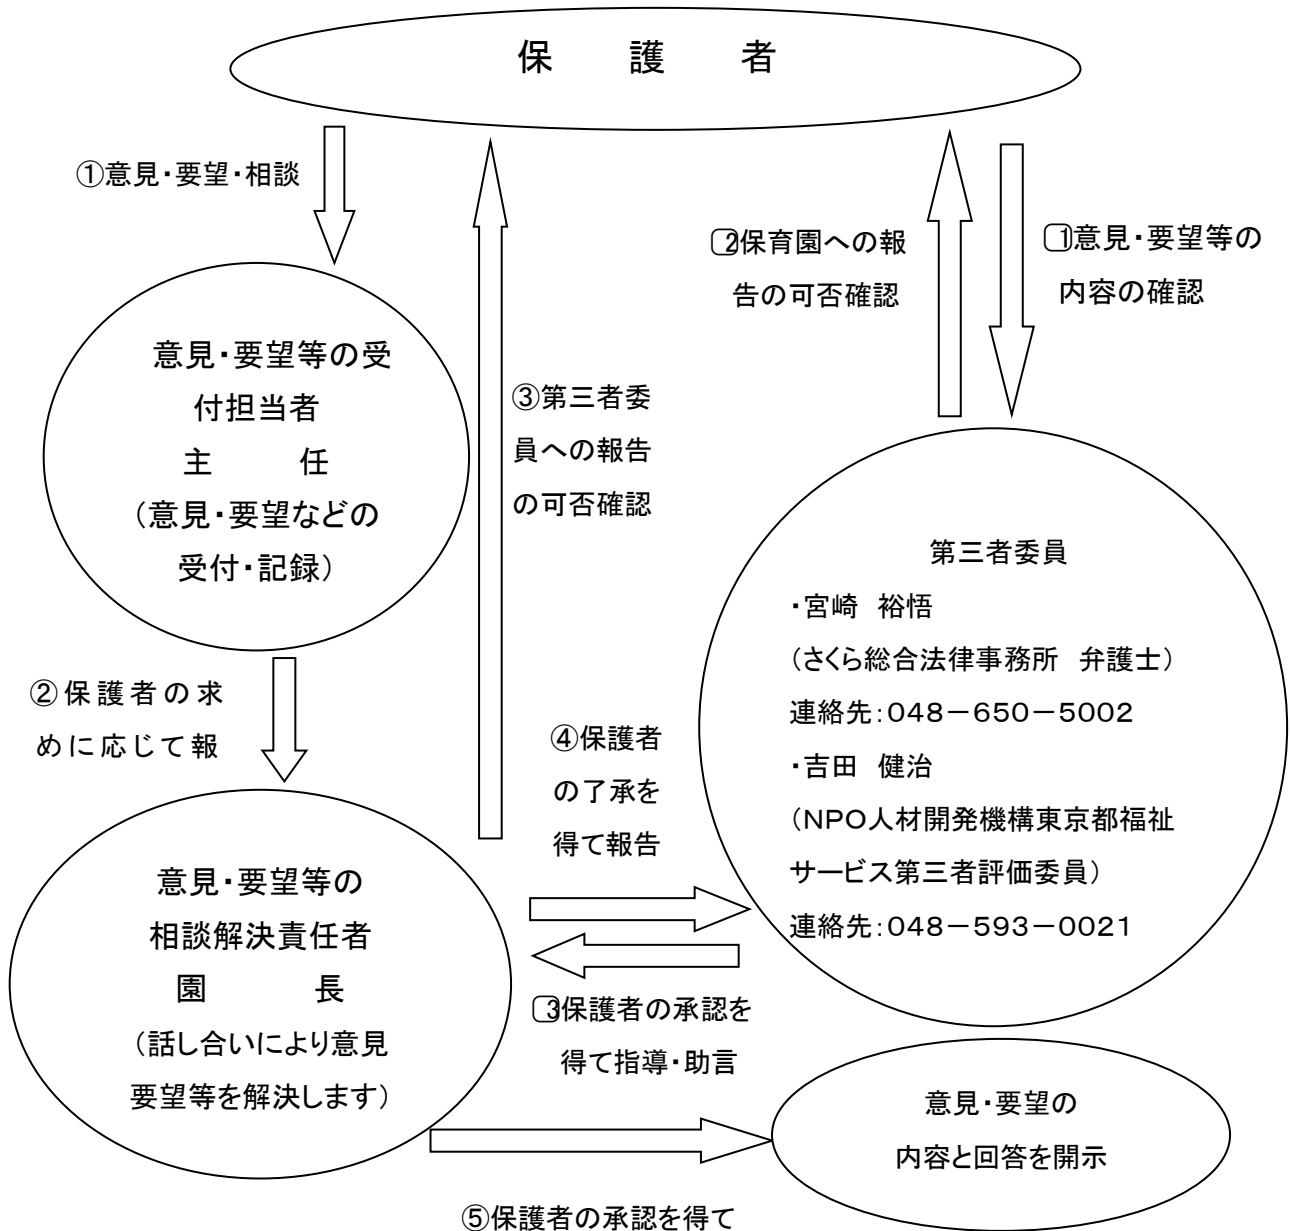 保　護　者
①意見・要望・相談
2保育園への報
告の可否確認
1意見・要望等の
内容の確認
意見・要望等の受
付担当者
主　任
（意見・要望などの
受付・記録）
③第三者委
員への報告
の可否確認
第三者委員
・宮崎　裕悟
（さくら総合法律事務所　弁護士）
連絡先：０４８－６５０－５００２
・吉田　健治
（ＮＰＯ人材開発機構東京都福祉
サービス第三者評価委員）
連絡先：０４８－５９３－００２１
②保護者の求
めに応じて報
④保護者
の了承を
得て報告
意見・要望等の
相談解決責任者
園　長
（話し合いにより意見
要望等を解決します）
3保護者の承認を
得て指導・助言
意見・要望の
内容と回答を開示
⑤保護者の承認を得て